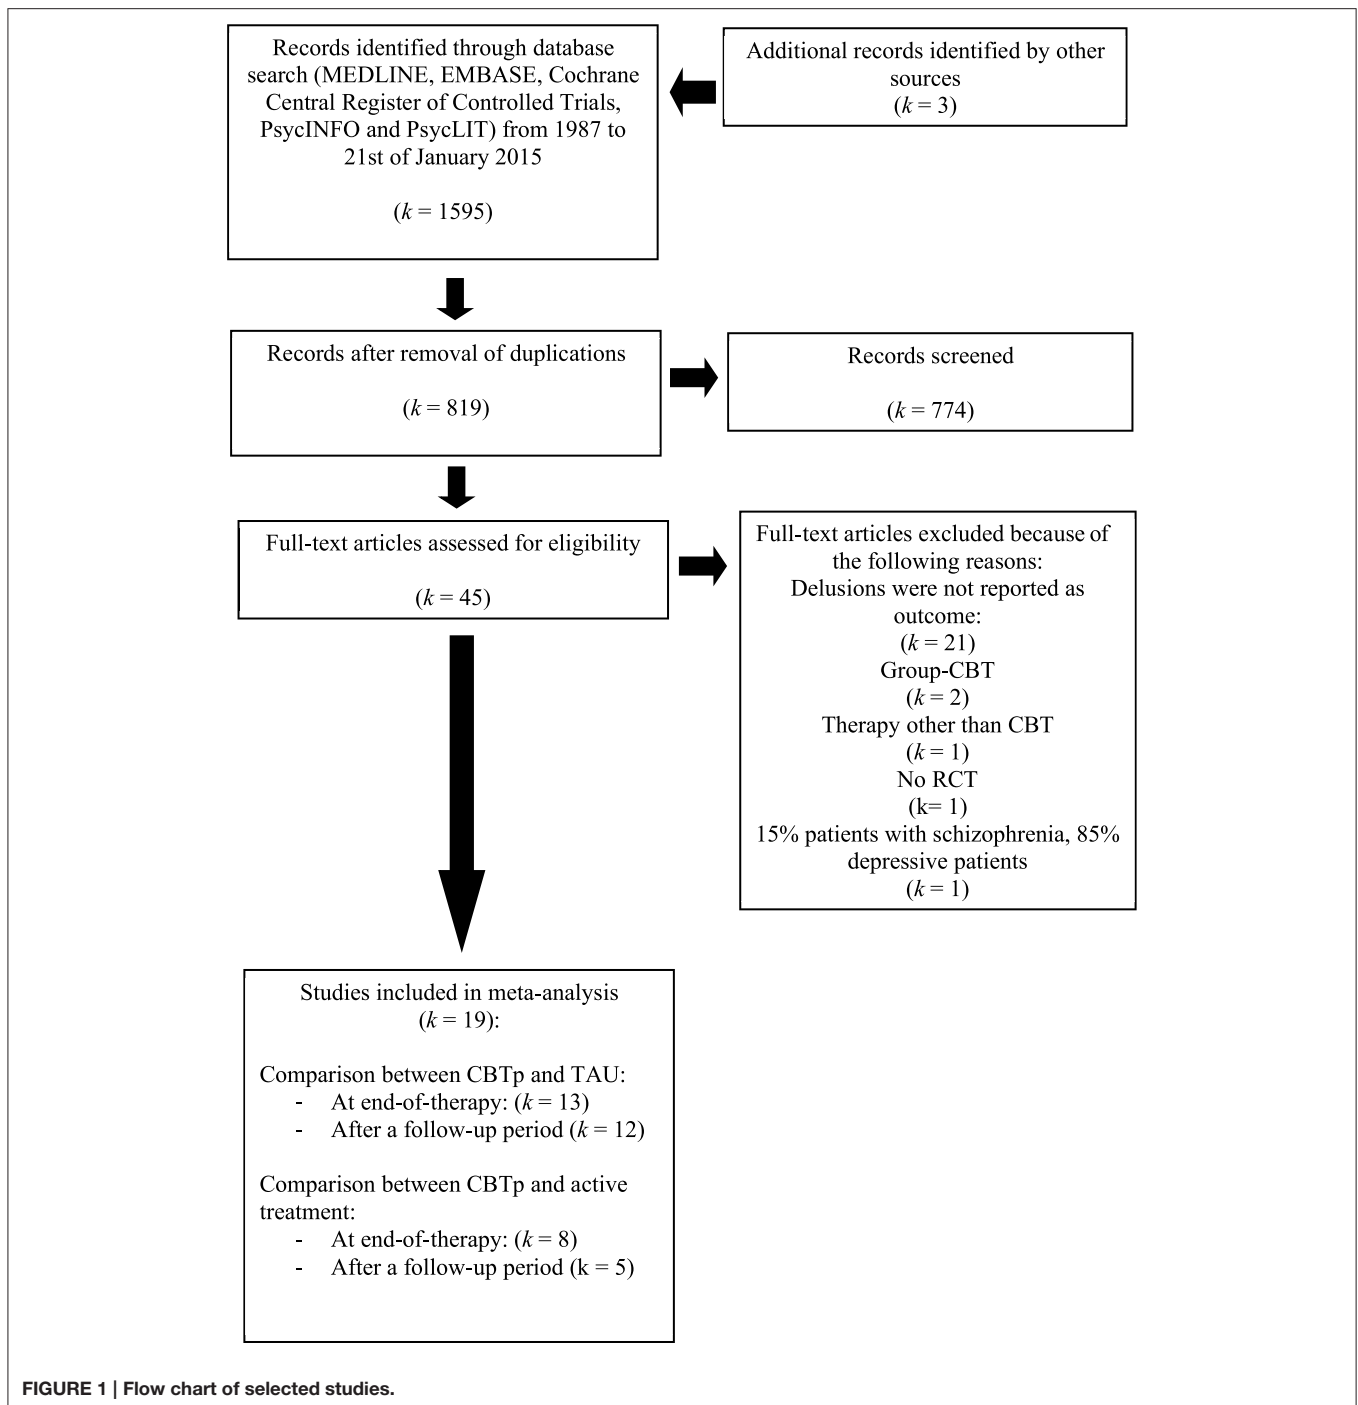 Records identified through database
search (MEDLINE, EMBASE, Cochrane
Central Register of Controlled Trials,
PsycINFO and PsycLIT) from 1987 to
21st of January 2015
(k = 1595)
Additional records identified by other
sources
(k = 3)
Records after removal of duplications
(k = 819)
Records screened
(k = 774)
Full-text articles assessed for eligibility
(k = 45)
Full-text articles excluded because of
the following reasons:
Delusions were not reported as
outcome:
(k = 21)
Group-CBT
(k = 2)
Therapy other than CBT
(k = 1)
No RCT
(k= 1)
15% patients with schizophrenia, 85%
depressive patients
(k = 1)
Studies included in meta-analysis
(k = 19):
Comparison between CBTp and TAU:
- At end-of-therapy: (k = 13)
- After a follow-up period (k = 12)
Comparison between CBTp and active
treatment:
- At end-of-therapy: (k = 8)
- After a follow-up period (k = 5)
FIGURE 1 | Flow chart of selected studies.